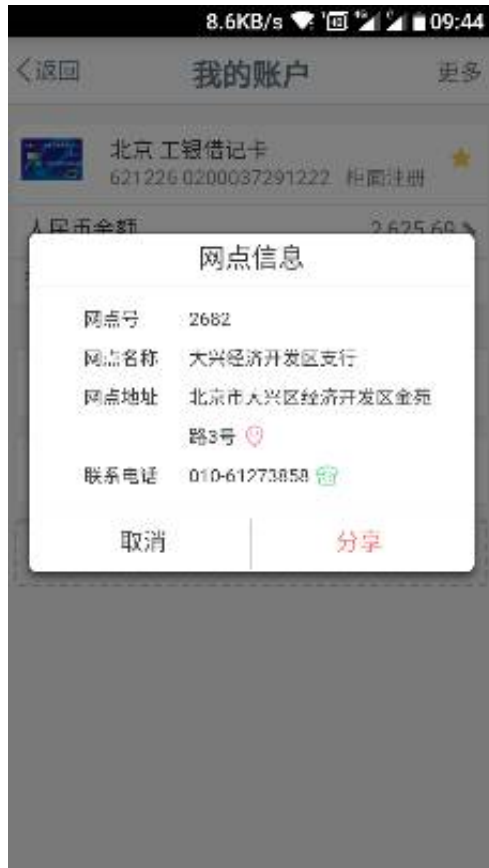 8.6KB/s 09:44
返回 我的账户 更多
北京 工银借记卡
621226 0200037291222 柜面注册
人民币金额 2,625.69
网点信息
网点号 2682
网点名称 大兴经济开发区支行
网点地址 北京市大兴区经济开发区金苑
路3号
联系电话 010-61273858
取消 分享